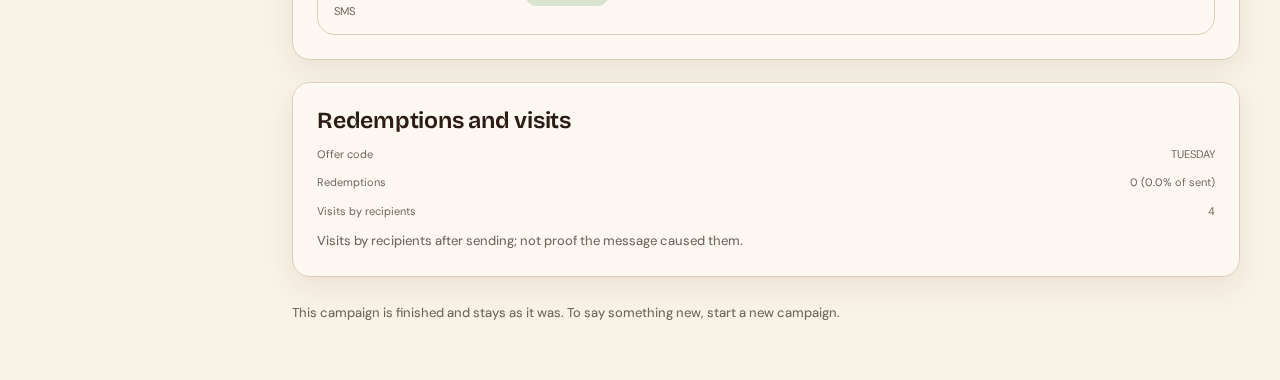 SMS
Redemptions and visits
Offer code TUESDAY
Redemptions 0 (0.0% of sent)
Visits by recipients 4
Visits by recipients after sending; not proof the message caused them.
This campaign is finished and stays as it was. To say something new, start a new campaign.